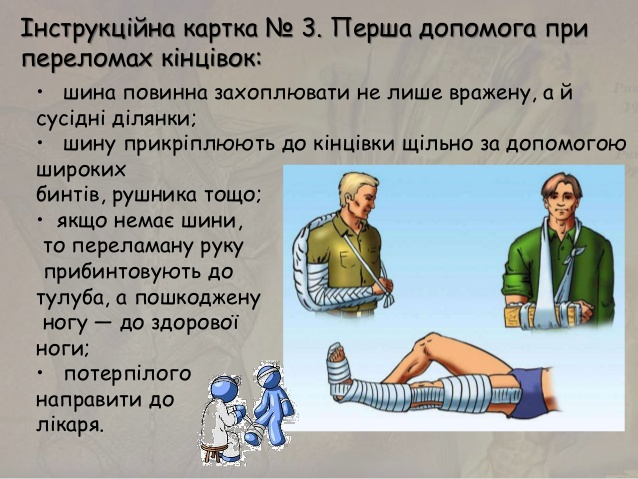 Інструкційна картка № 3. Перша допомога при
переломах кінцівок:
• шина повинна захоплювати не лише вражену, а й
сусідні ділянки;
• шину прикріплюють до кінцівки щільно за допомогою
широких
бинтів, рушника тощо;
• якщо немає шини,
то переламану руку
прибинтовують до
тулуба, а пошкоджену
ногу — до здорової
ноги;
• потерпілого
направити до
лікаря.